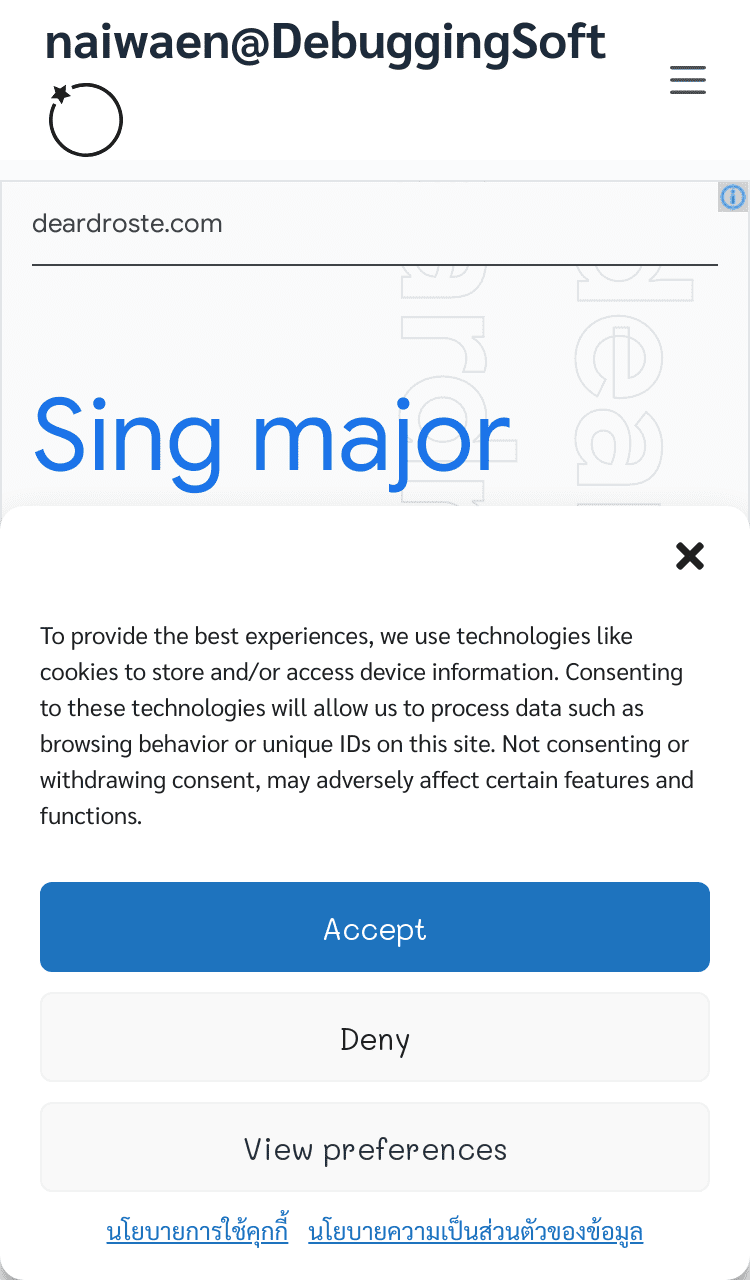 naiwaen@DebuggingSoft
deardroste.com
Sing major
To provide the best experiences, we use technologies like
cookies to store and/or access device information. Consenting
to these technologies will allow us to process data such as
browsing behavior or unique IDs on this site. Not consenting or
withdrawing consent, may adversely affect certain features and
functions.
Accept
Deny
View preferences
นโยบายการใช้คุกกี้ นโยบายความเป็นส่วนตัวของข้อมูล